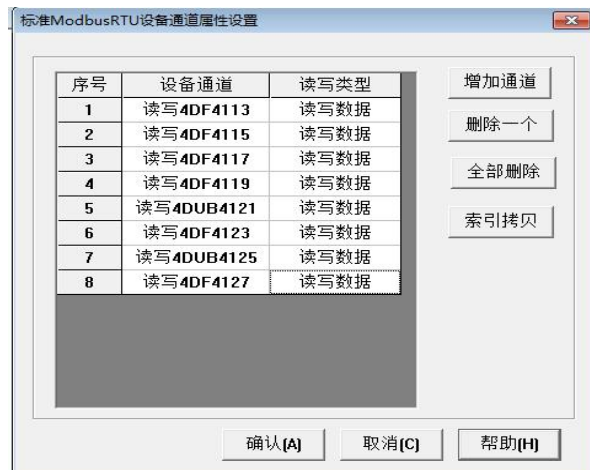 标准ModbusRTU设备通道属性设置
序号 设备通道 读写类型
1 读写4DF4113 读写数据
2 读写4DF4115 读写数据
3 读写4DF4117 读写数据
4 读写4DF4119 读写数据
5 读写4DUB4121 读写数据
6 读写4DF4123 读写数据
7 读写4DUB4125 读写数据
8 读写4DF4127 读写数据
增加通道
删除一个
全部删除
索引拷贝
确认(A) 取消(C) 帮助(H)